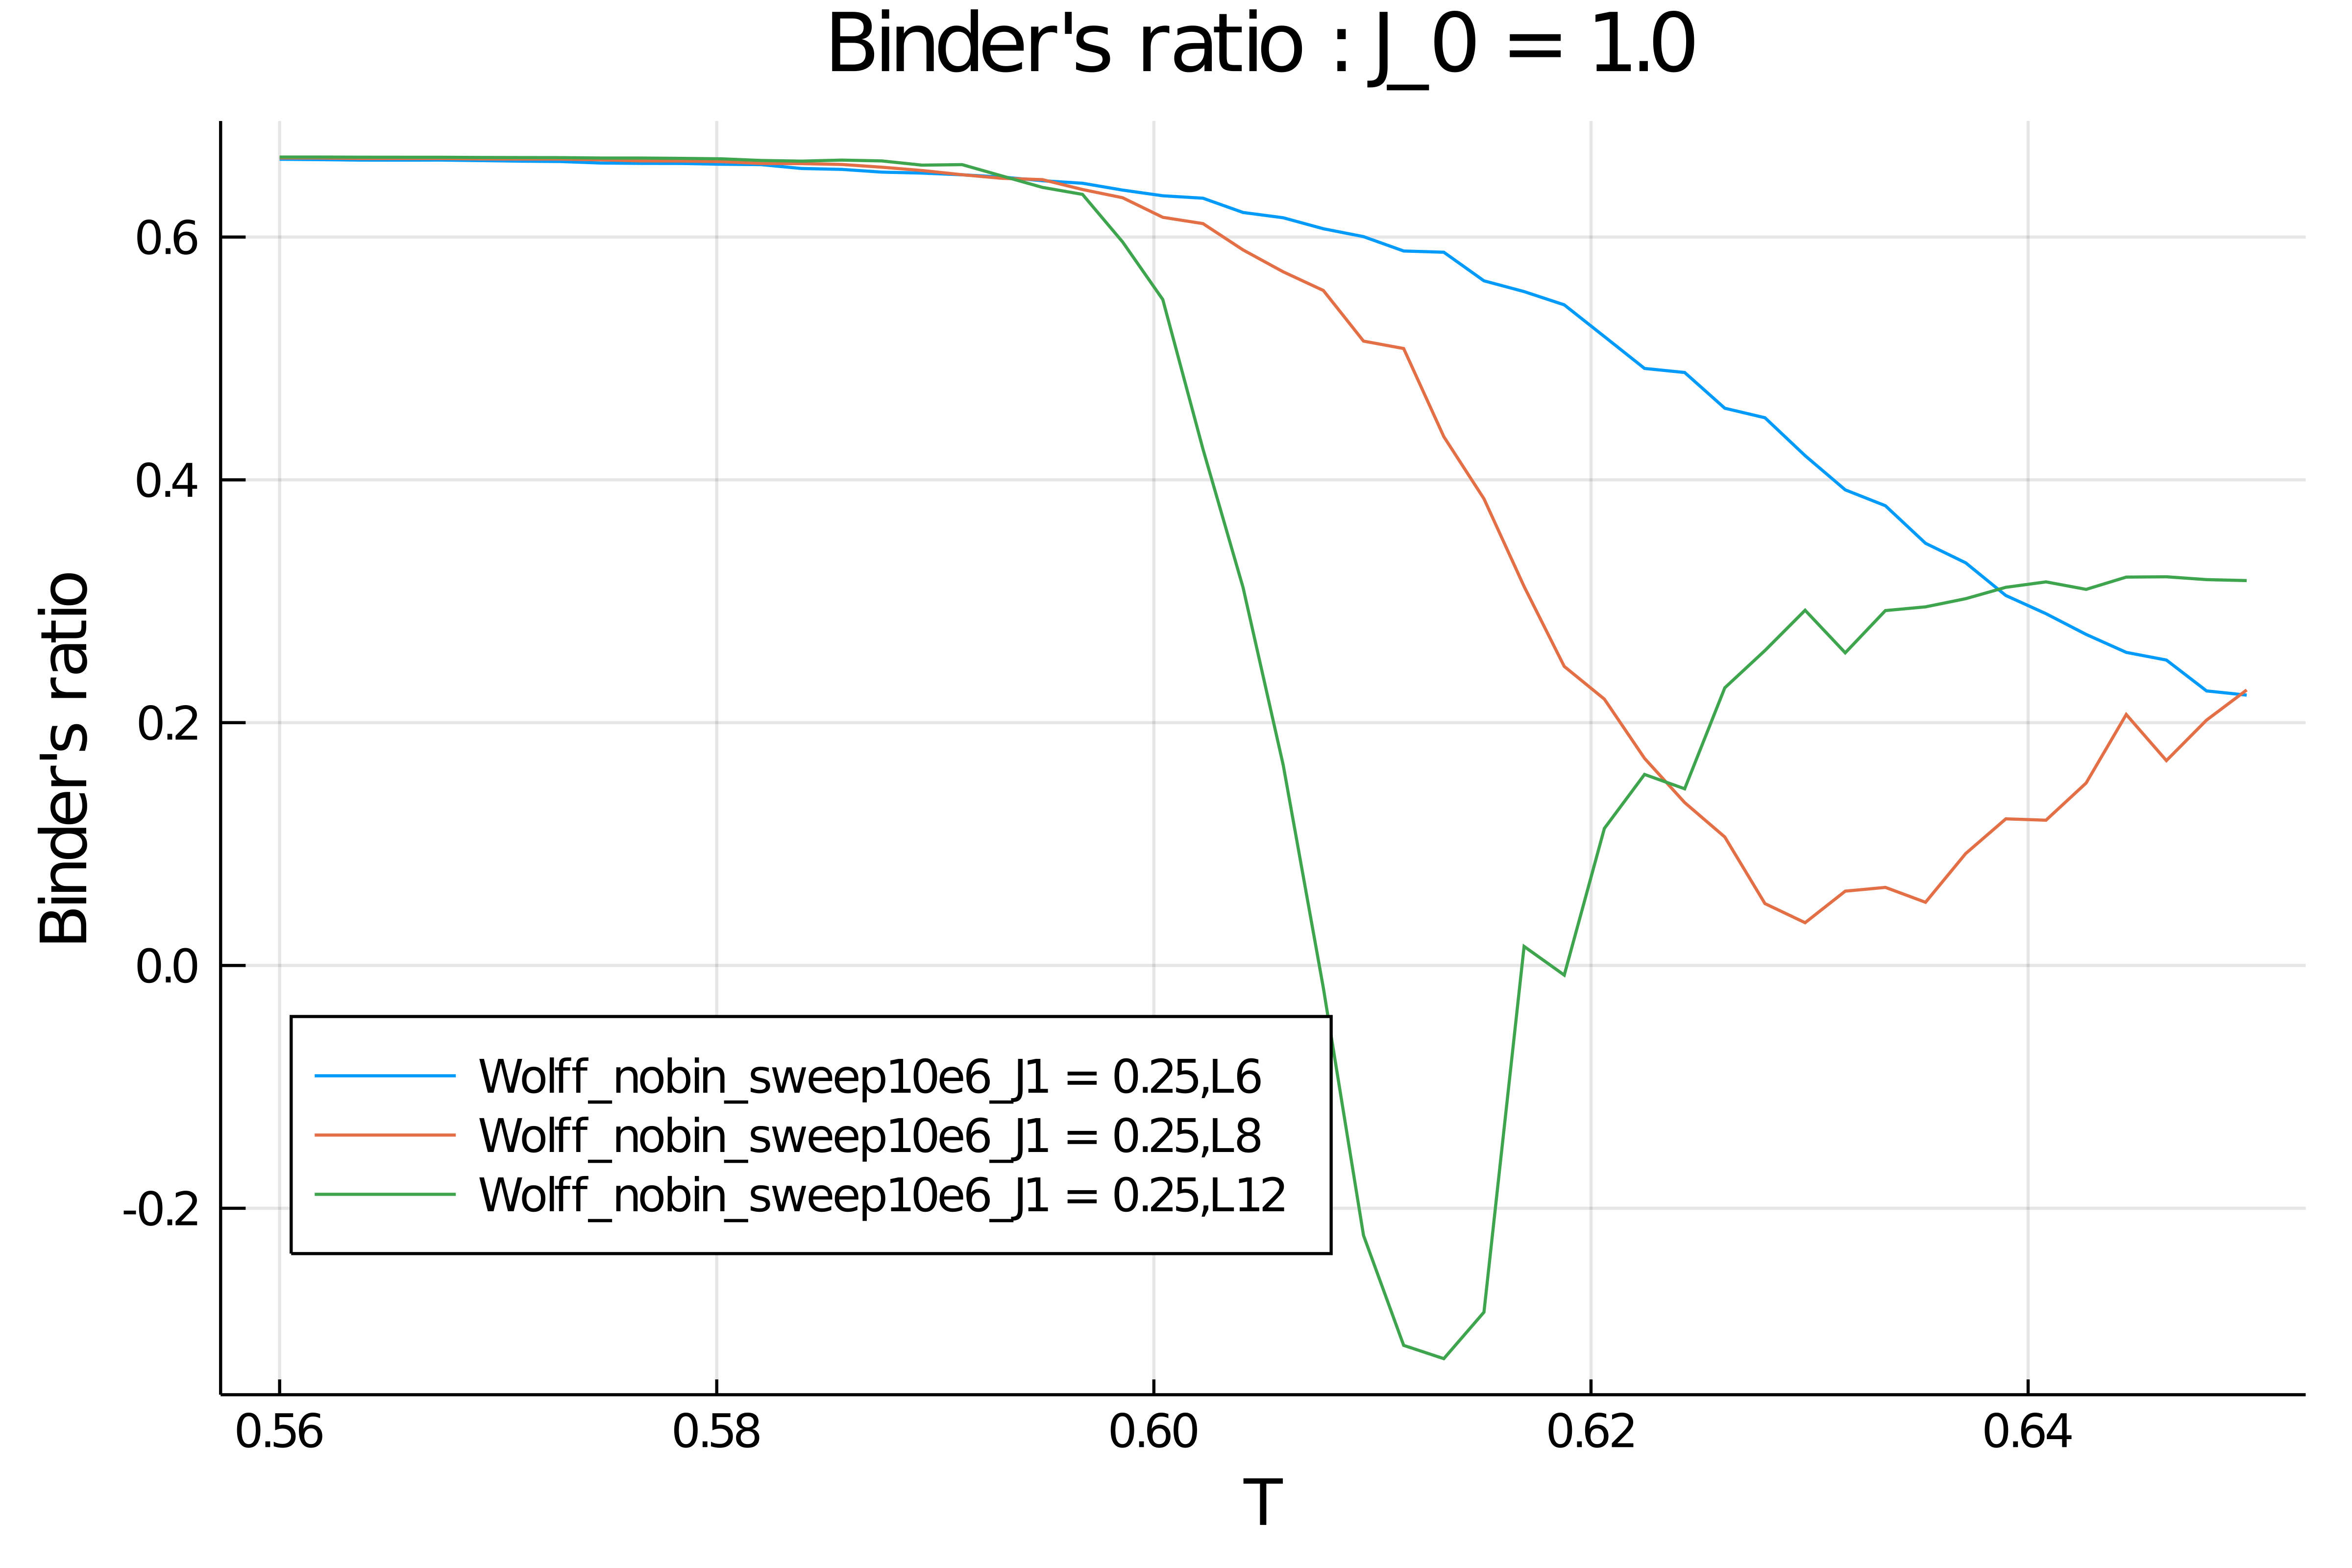 Binder's ratio : J_0 = 1.0
Binder's ratio
0.6
0.4
0.2
0.0
-0.2
Wolff_nobin_sweep10e6_J1 = 0.25,L6
Wolff_nobin_sweep10e6_J1 = 0.25,L8
Wolff_nobin_sweep10e6_J1 = 0.25,L12
0.56 0.58 0.60 0.62 0.64
T